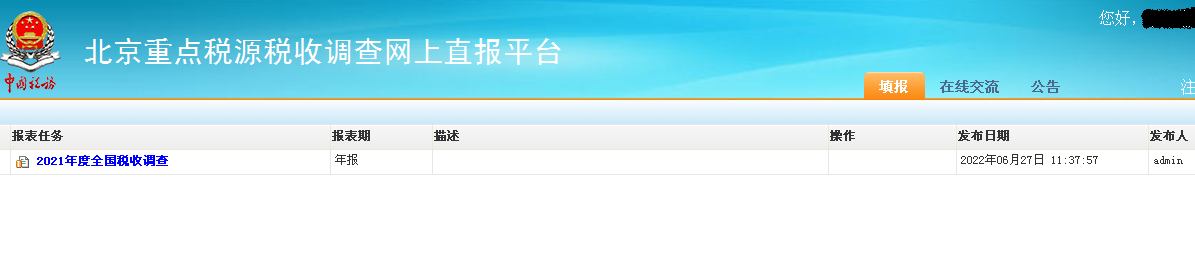 您好，
北京重点税源税收调查网上直报平台
中国税务
填报 在线交流 公告 注
报表任务 报表期 描述 操作 发布日期 发布人
2021年度全国税收调查 年报 2022年06月27日 11:37:57 admin